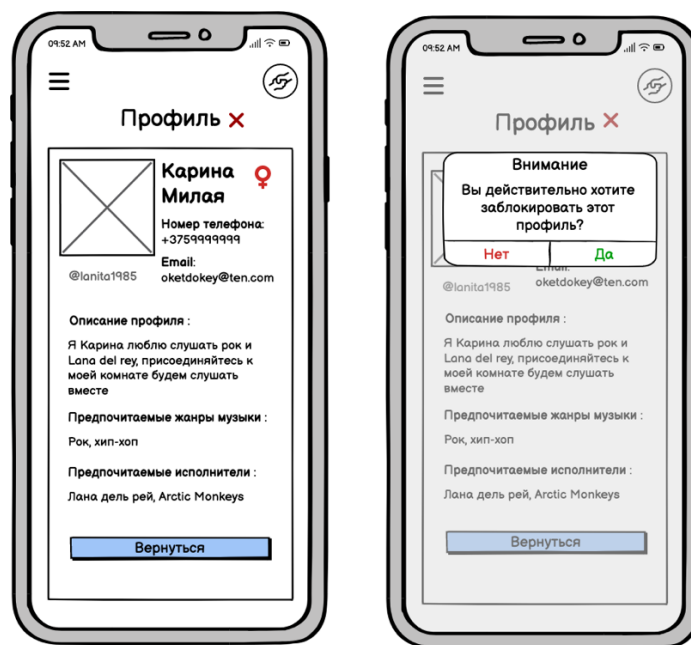 09:52 AM
Профиль
Карина
Милая
Номер телефона:
+3759999999
Email:
oketdokey@ten.com
@lanita1985
Описание профиля :
Я Карина люблю слушать рок и
Lana del rey, присоединяйтесь к
моей комнате будем слушать
вместе
Предпочитаемые жанры музыки :
Рок, хип-хоп
Предпочитаемые исполнители :
Лана дель рей, Arctic Monkeys
Вернуться
09:52 AM
Профиль
Внимание
Вы действительно хотите
заблокировать этот
профиль?
Нет
Да
Email:
oketdokey@ten.com
@lanita1985
Описание профиля :
Я Карина люблю слушать рок и
Lana del rey, присоединяйтесь к
моей комнате будем слушать
вместе
Предпочитаемые жанры музыки :
Рок, хип-хоп
Предпочитаемые исполнители :
Лана дель рей, Arctic Monkeys
Вернуться